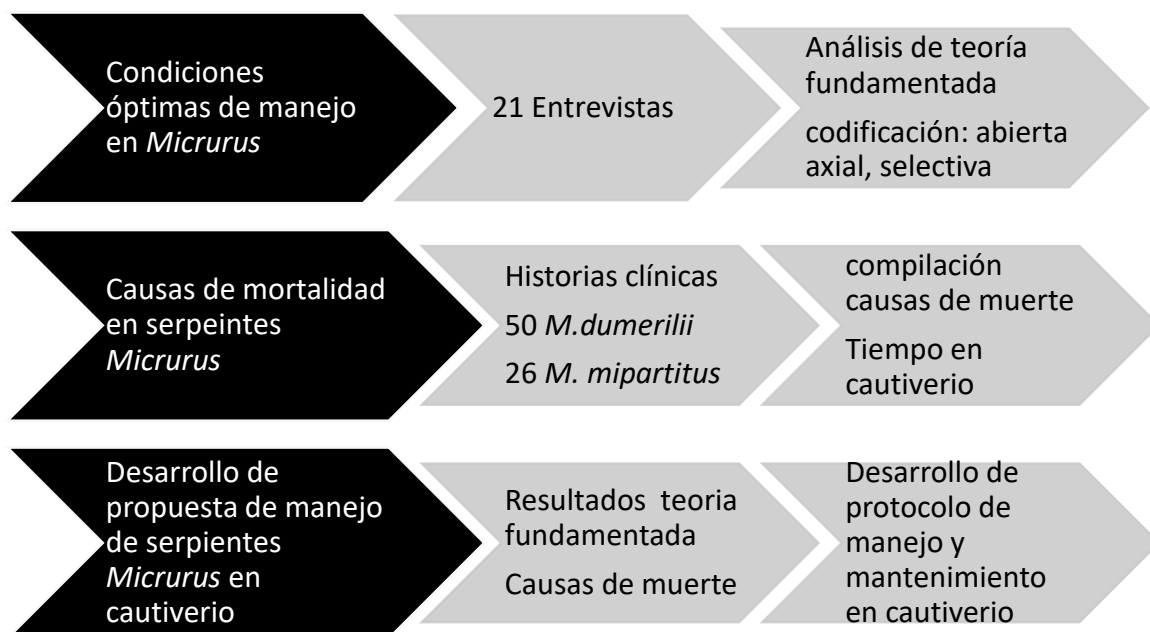 Condiciones
óptimas de manejo
en Micrurus
21 Entrevistas
Análisis de teoría
fundamentada
codificación: abierta
axial, selectiva
Causas de mortalidad
en serpeintes
Micrurus
Historias clínicas
50 M.dumerilii
26 M. mipartitus
compilación
causas de muerte
Tiempo en
cautiverio
Desarrollo de
propuesta de manejo
de serpientes
Micrurus en
cautiverio
Resultados teoria
fundamentada
Causas de muerte
Desarrollo de
protocolo de
manejo y
mantenimiento
en cautiverio